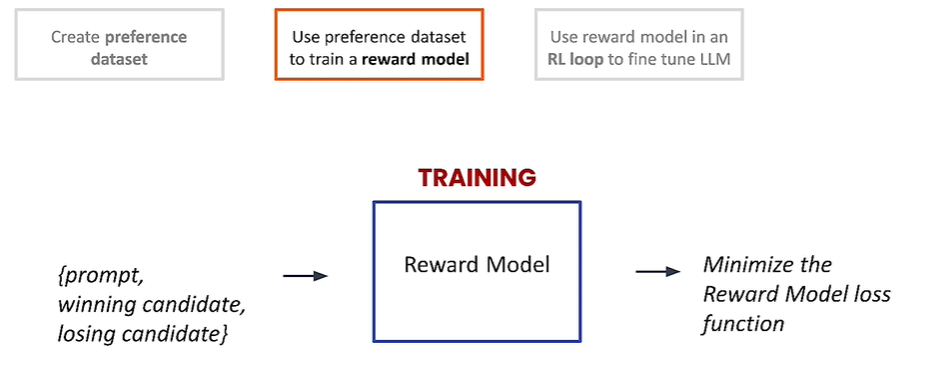 Create preference
dataset
Use preference dataset
to train a reward model
Use reward model in an
RL loop to fine tune LLM
TRAINING
{prompt,
winning candidate,
losing candidate}
Reward Model
Minimize the
Reward Model loss
function